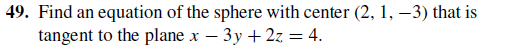 49. Find an equation of the sphere with center (2, 1, −3) that is
tangent to the plane x − 3y + 2z = 4.